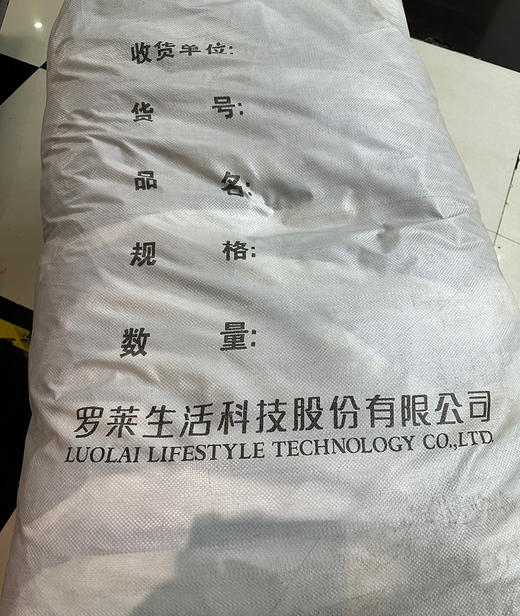 收货单位:
货号:
品名:
规格:
数量:
罗莱生活科技股份有限公司
LUOLAI LIFESTYLE TECHNOLOGY CO.,LTD.